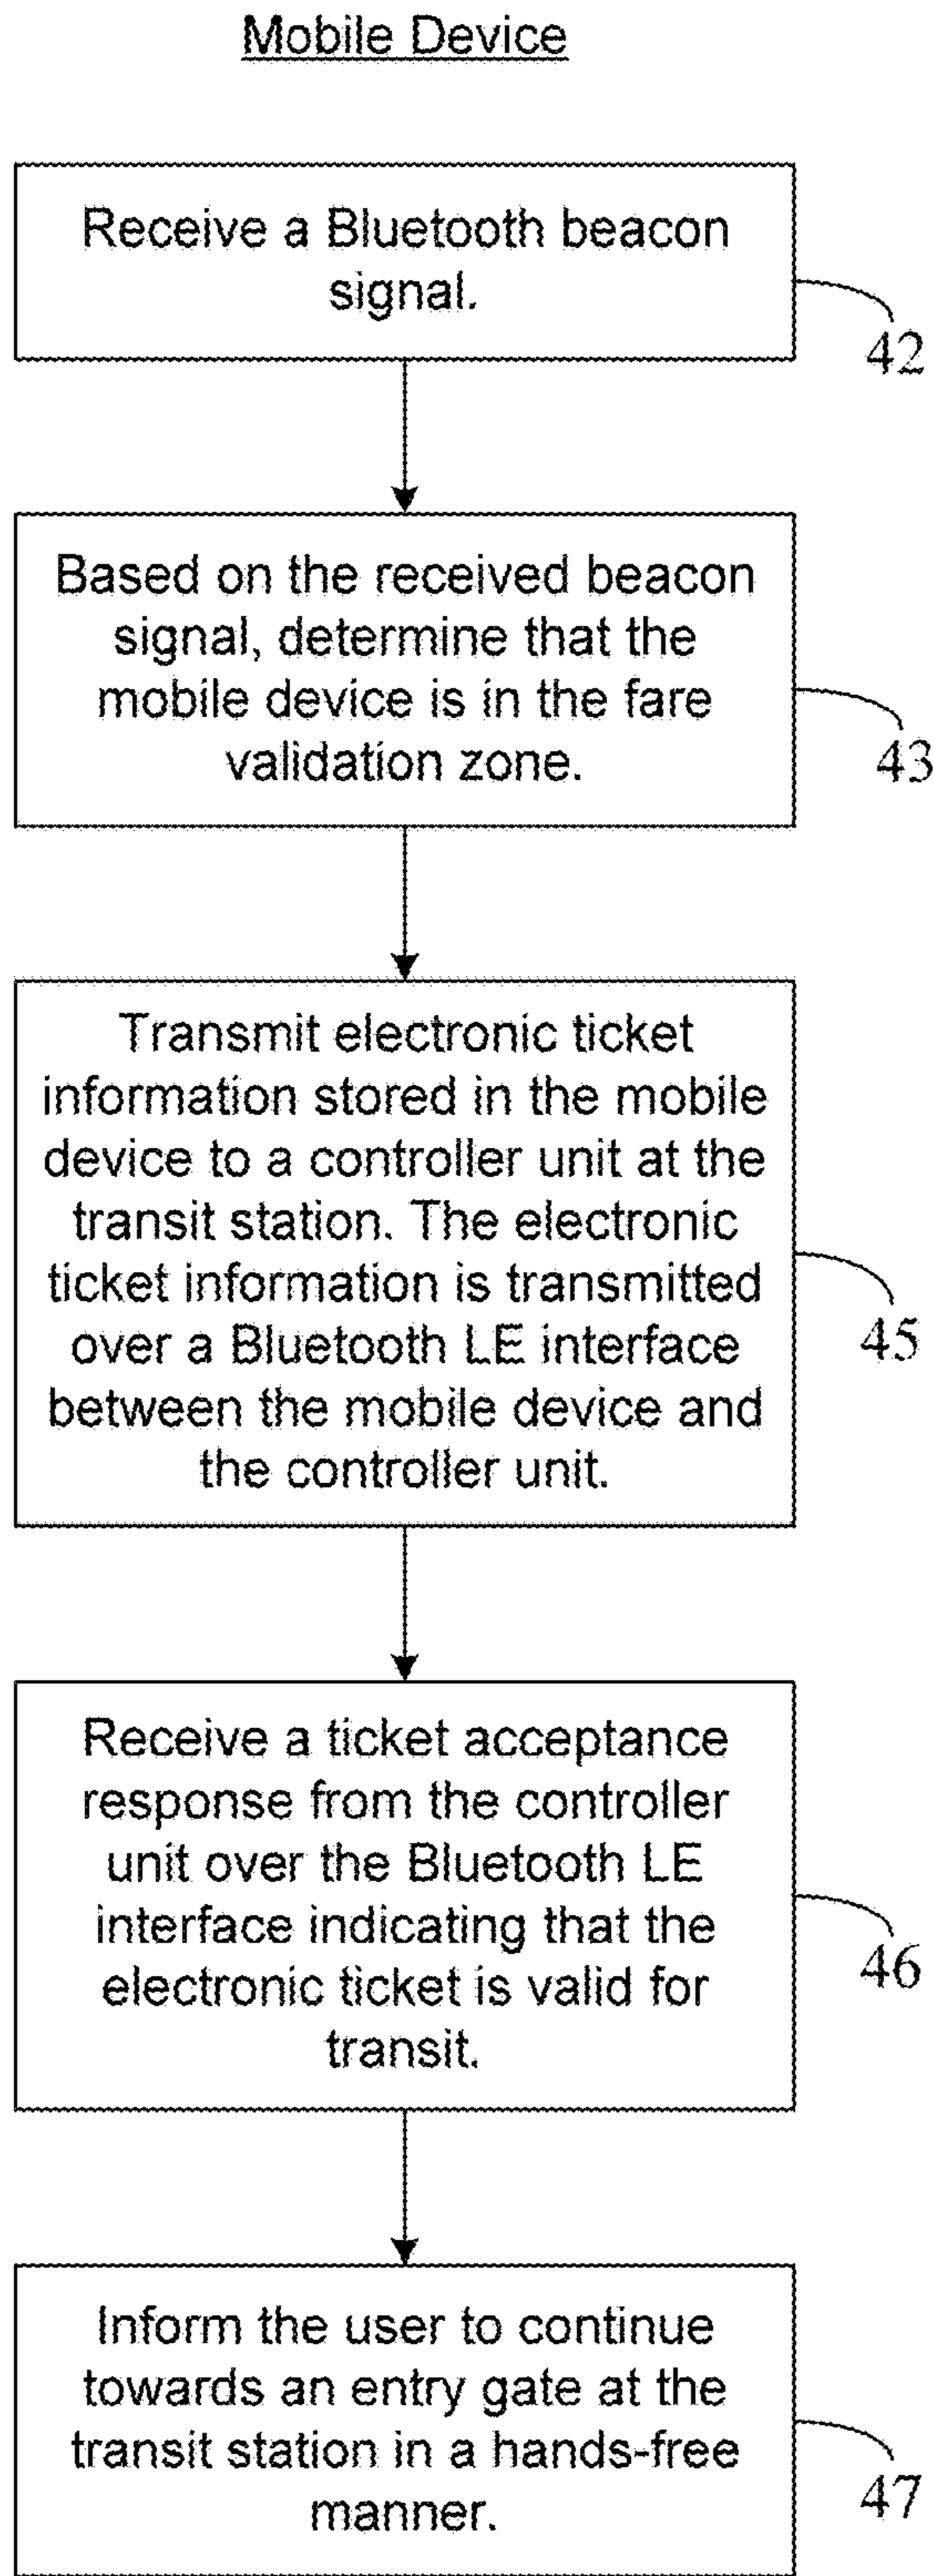 Mobile Device
Receive a Bluetooth beacon
signal.
42
Based on the received beacon
signal, determine that the
mobile device is in the fare
validation zone.
43
Transmit electronic ticket
information stored in the mobile
device to a controller unit at the
transit station. The electronic
ticket information is transmitted
over a Bluetooth LE interface
between the mobile device and
the controller unit.
45
Receive a ticket acceptance
response from the controller
unit over the Bluetooth LE
interface indicating that the
electronic ticket is valid for
transit.
46
Inform the user to continue
towards an entry gate at the
transit station in a hands-free
manner.
47